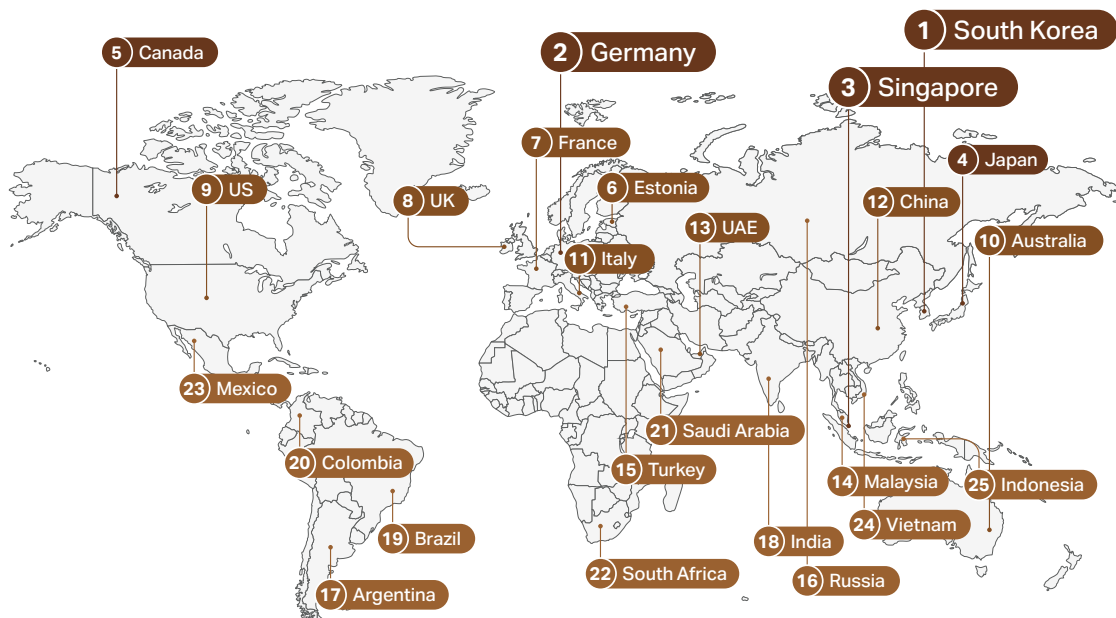 1 South Korea
2 Germany
5 Canada
3 Singapore
7 France
4 Japan
9 US
6 Estonia
8 UK
12 China
13 UAE
10 Australia
11 Italy
23 Mexico
21 Saudi Arabia
20 Colombia
15 Turkey
14 Malaysia
25 Indonesia
24 Vietnam
19 Brazil
18 India
22 South Africa
16 Russia
17 Argentina